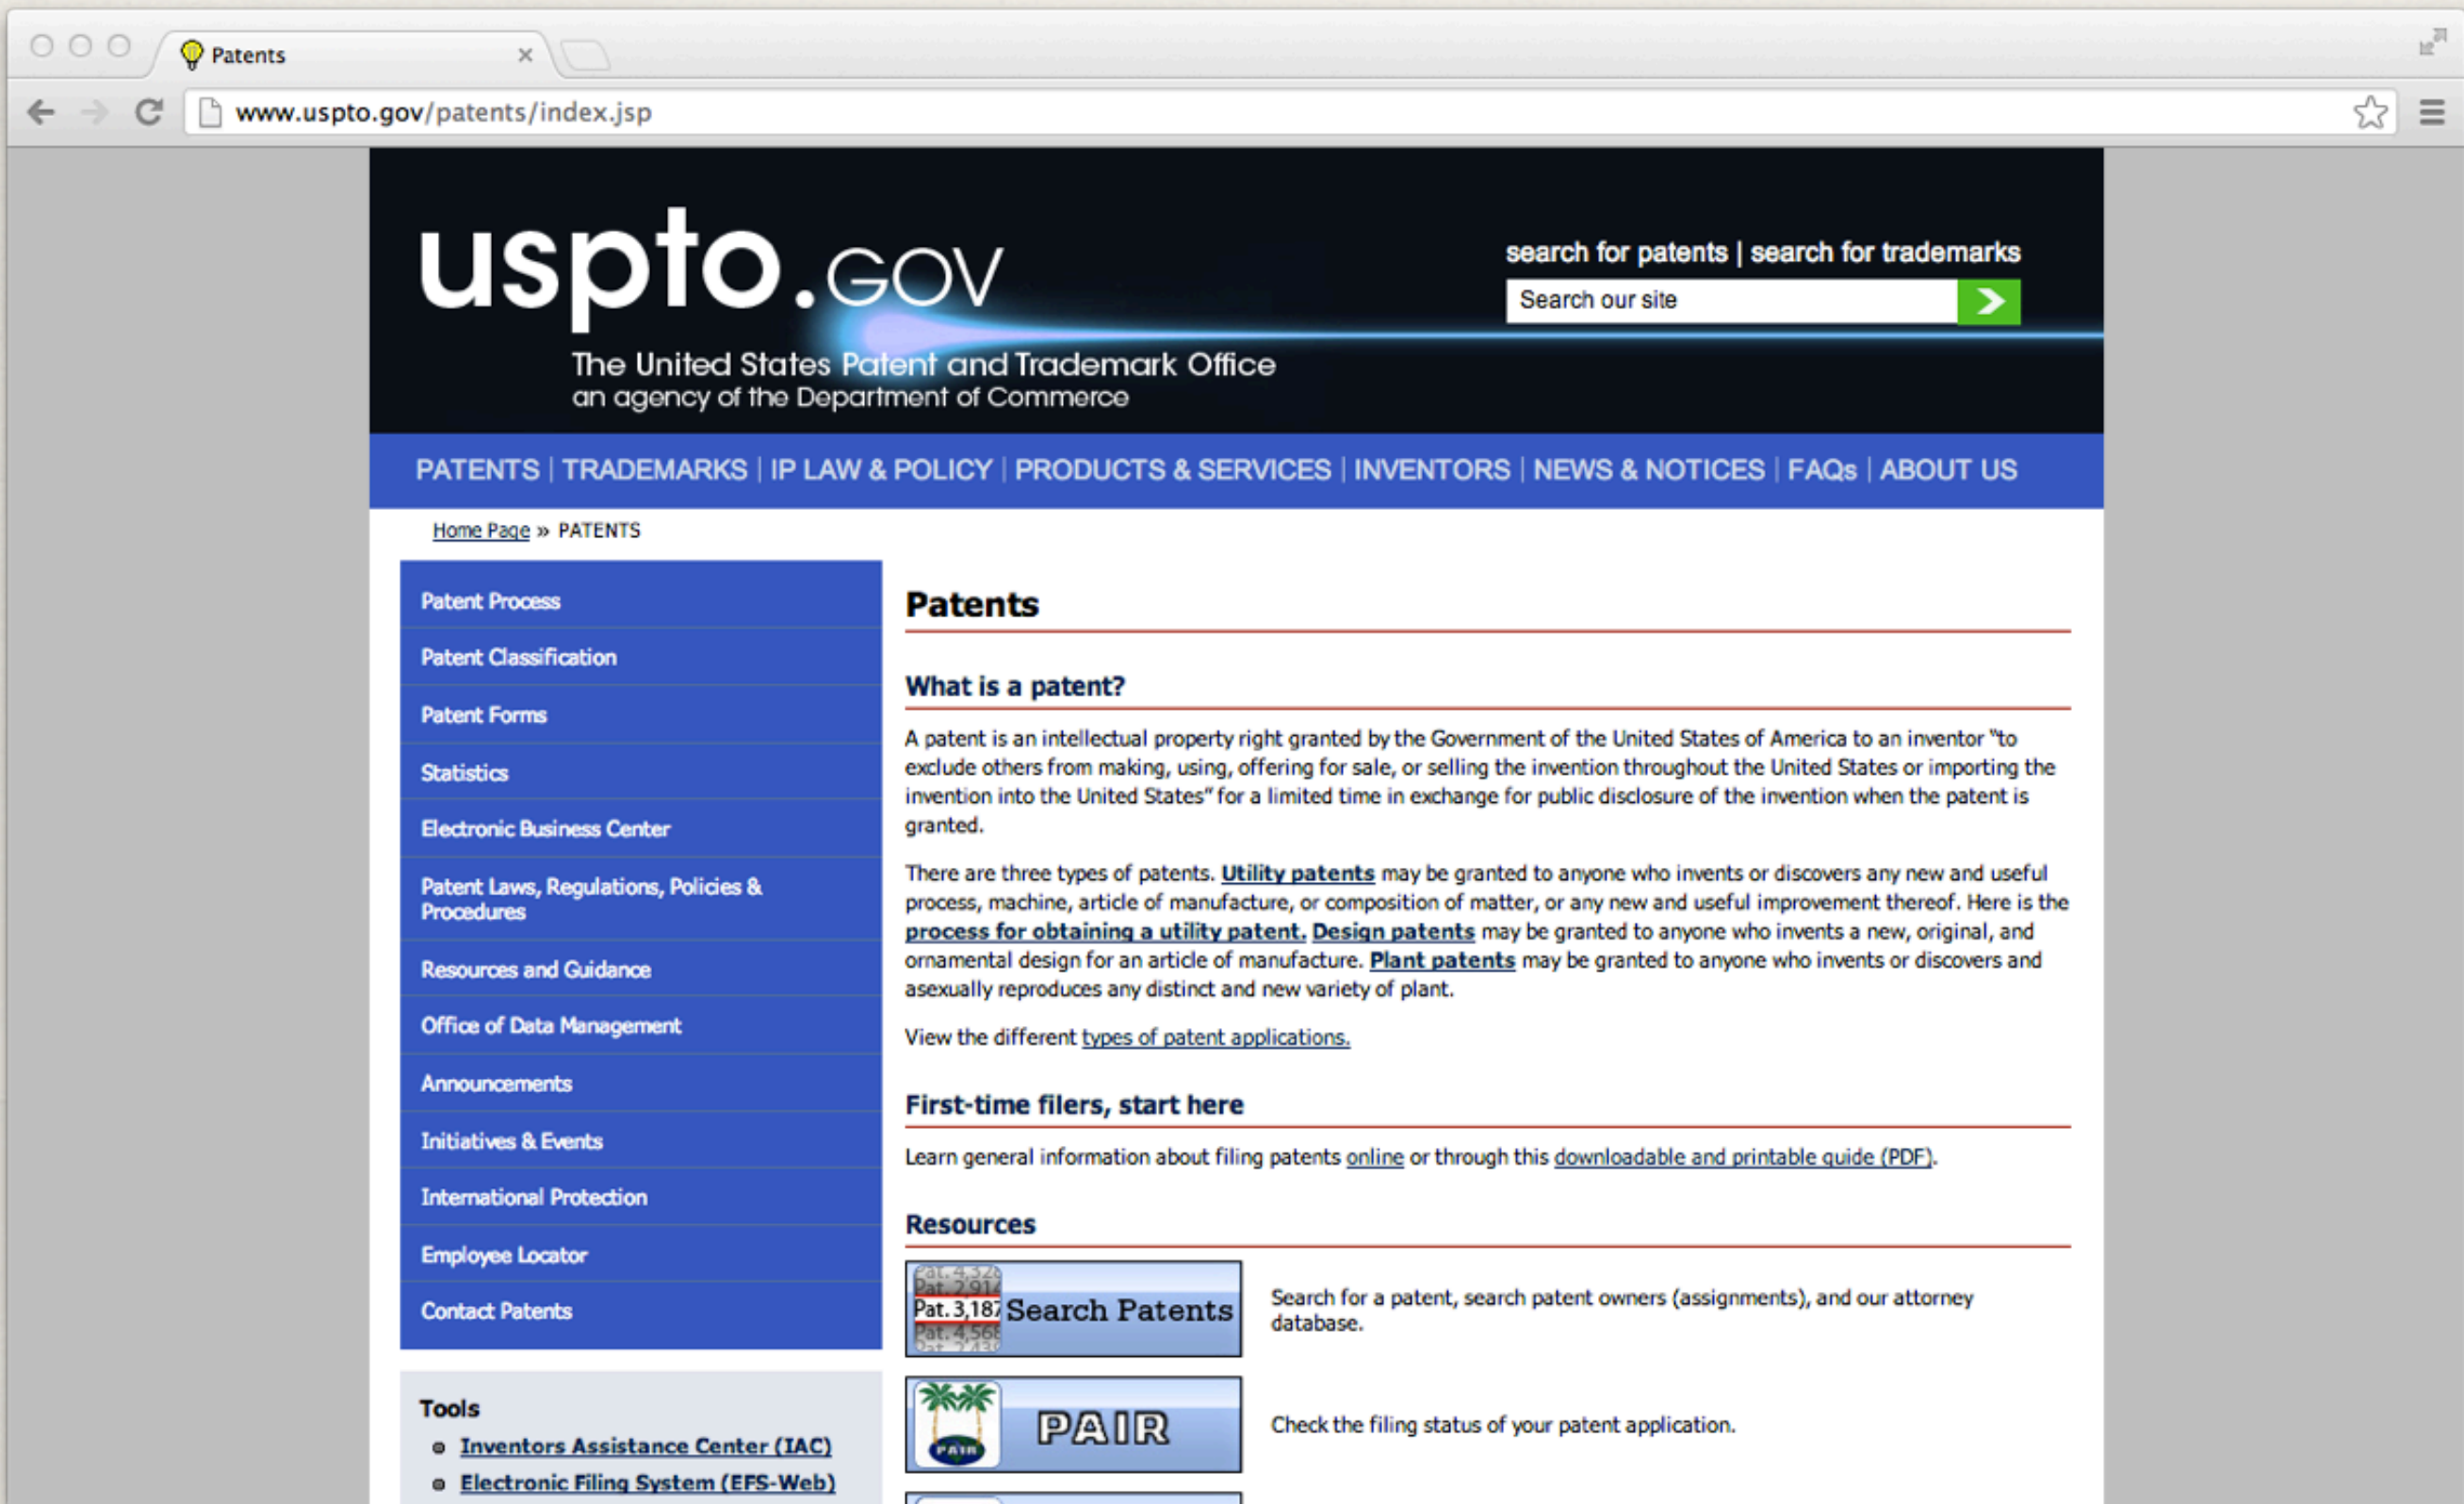 Patents
www.uspto.gov/patents/index.jsp
uspto.GOV
The United States Patent and Trademark Office
an agency of the Department of Commerce
search for patents | search for trademarks
Search our site
PATENTS | TRADEMARKS | IP LAW & POLICY | PRODUCTS & SERVICES | INVENTORS | NEWS & NOTICES | FAQs | ABOUT US
Home Page » PATENTS
Patent Process
Patent Classification
Patent Forms
Statistics
Electronic Business Center
Patent Laws, Regulations, Policies &
Procedures
Resources and Guidance
Office of Data Management
Announcements
Initiatives & Events
International Protection
Employee Locator
Contact Patents
Tools
Inventors Assistance Center (IAC)
Electronic Filing System (EFS-Web)
Patents
What is a patent?
A patent is an intellectual property right granted by the Government of the United States of America to an inventor “to
exclude others from making, using, offering for sale, or selling the invention throughout the United States or importing the
invention into the United States” for a limited time in exchange for public disclosure of the invention when the patent is
granted.
There are three types of patents. Utility patents may be granted to anyone who invents or discovers any new and useful
process, machine, article of manufacture, or composition of matter, or any new and useful improvement thereof. Here is the
process for obtaining a utility patent. Design patents may be granted to anyone who invents a new, original, and
ornamental design for an article of manufacture. Plant patents may be granted to anyone who invents or discovers and
asexually reproduces any distinct and new variety of plant.
View the different types of patent applications.
First-time filers, start here
Learn general information about filing patents online or through this downloadable and printable guide (PDF).
Resources
Pat. 4,328
Pat. 2,914
Pat. 3,187
Pat. 4,568
Search Patents
Search for a patent, search patent owners (assignments), and our attorney
database.
PAIR
PAIR
Check the filing status of your patent application.